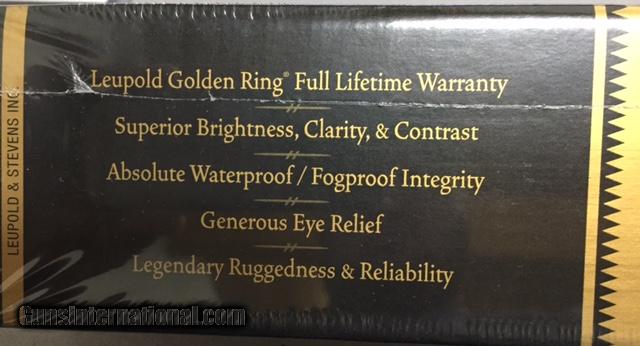 Leupold Golden Ring® Full Lifetime Warranty
Superior Brightness, Clarity, & Contrast
Absolute Waterproof / Fogproof Integrity
Generous Eye Relief
Legendary Ruggedness & Reliability
LEUPOLD & STEVENS INC.
GunsInternational.com